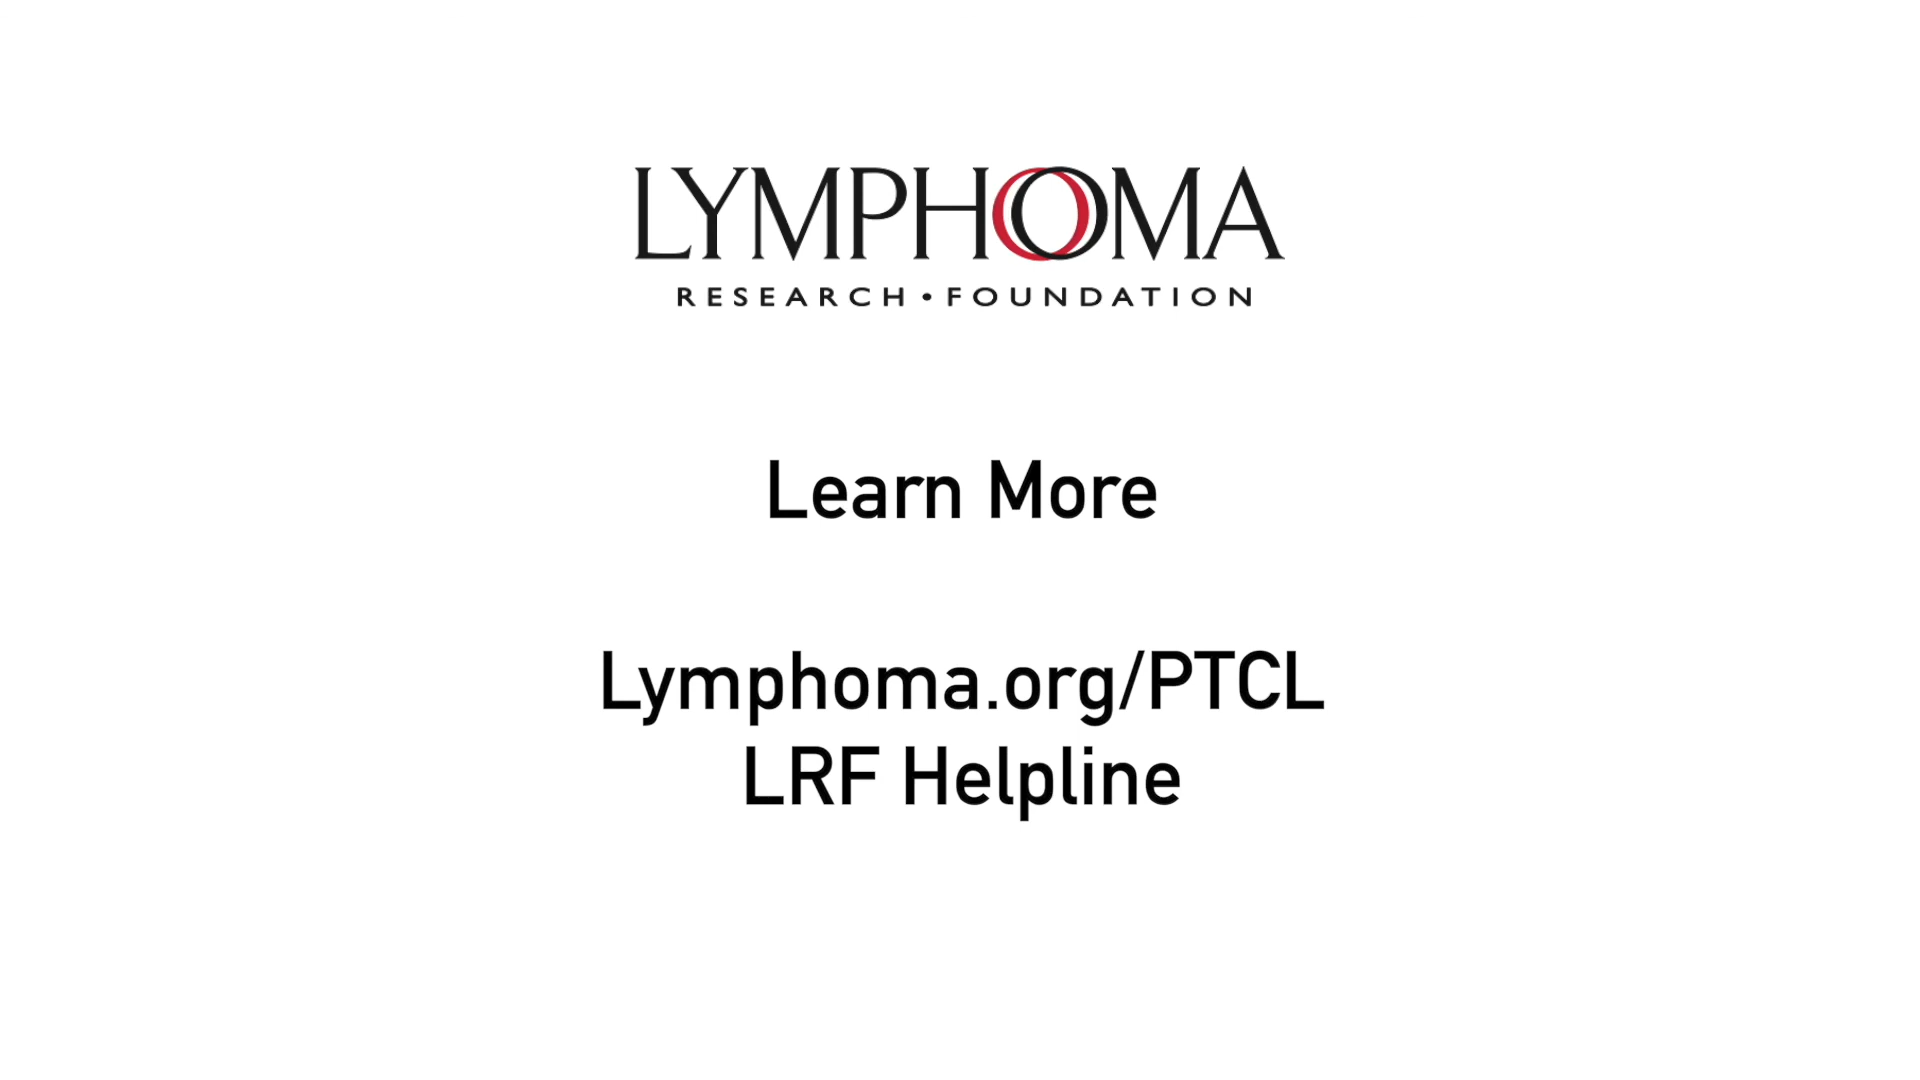 LYMPHOMA
RESEARCH • FOUNDATION
Learn More
Lymphoma.org/PTCL
LRF Helpline